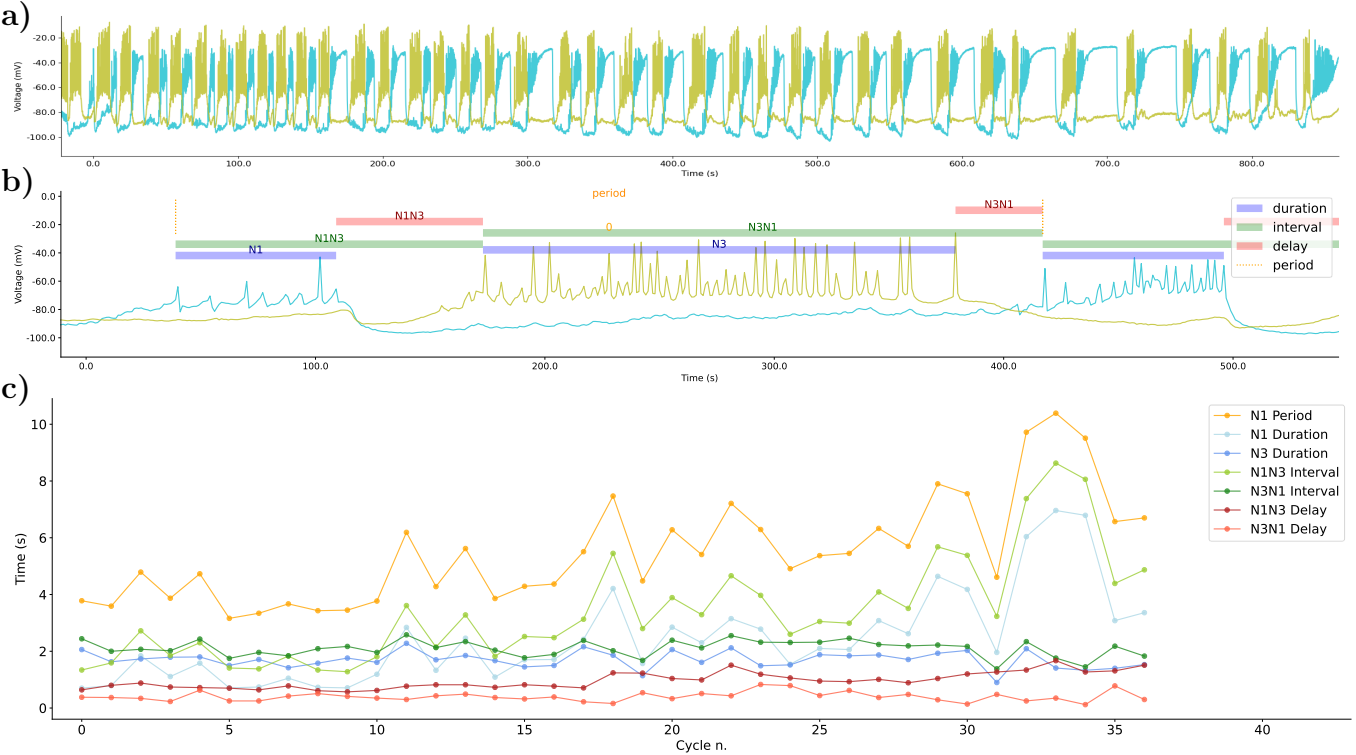 a)
Voltage (mV)
-20.0
-40.0
-60.0
-80.0
-100.0
0.0 100.0 200.0 300.0 400.0 500.0 600.0 700.0 800.0
Time (s)
b)
Voltage (mV)
0.0
-20.0
-40.0
-60.0
-80.0
-100.0
period
0
N1N3
N1N3
N1
N3N1
N3N1
N3
duration
interval
delay
period
0.0 100.0 200.0 300.0 400.0 500.0
Time (s)
c)
Time (s)
10
8
6
4
2
0
N1 Period
N1 Duration
N3 Duration
N1N3 Interval
N3N1 Interval
N1N3 Delay
N3N1 Delay
0 5 10 15 20 25 30 35 40
Cycle n.